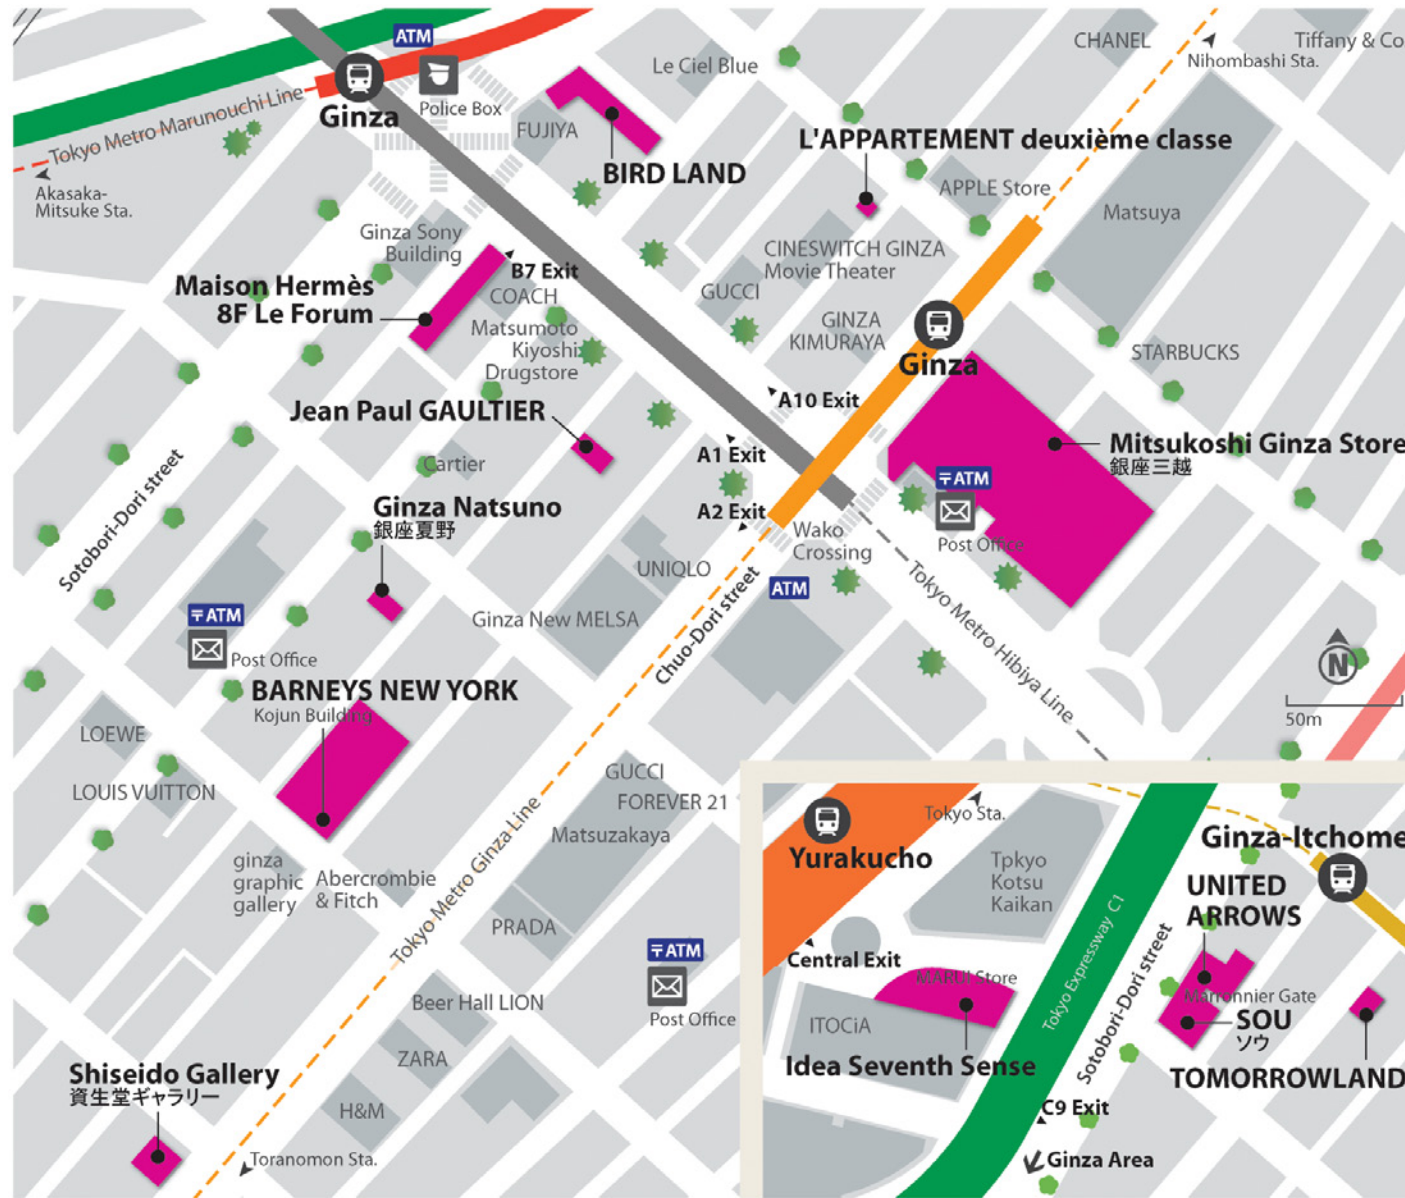 CHANEL
Tiffany & Co
Nihombashi Sta.
ATM
Le Ciel Blue
Police Box
Ginza
FUJIYA
Tokyo Metro Marunouchi Line
BIRD LAND
L'APPARTEMENT deuxième classe
Akasaka-
Mitsuke Sta.
APPLE Store
Matsuya
Ginza Sony
Building
B7 Exit
CINESWITCH GINZA
Movie Theater
Maison Hermès
8F Le Forum
COACH
GUCCI
Matsumoto
Kiyoshi
Drugstore
GINZA
KIMURAYA
Ginza
STARBUCKS
A10 Exit
Jean Paul GAULTIER
A1 Exit
Mitsukoshi Ginza Store
銀座三越
Cartier
Sotobori-Dori street
Ginza Natsuno
銀座夏野
A2 Exit
〒ATM
Post Office
Wako
Crossing
UNIQLO
ATM
Chuo-Dori street
Tokyo Metro Hibiya Line
Ginza New MELSA
〒ATM
Post Office
N
50m
BARNEYS NEW YORK
Kojun Building
LOEWE
LOUIS VUITTON
GUCCI
FOREVER 21
Matsuzakaya
Tokyo Metro Ginza Line
ginza
graphic
gallery
Abercrombie
& Fitch
PRADA
〒ATM
Post Office
Beer Hall LION
ZARA
H&M
Shiseido Gallery
資生堂ギャラリー
Toranomon Sta.
Tokyo Sta.
Yurakucho
Tpkyo
Kotsu
Kaikan
Ginza-Itchome
UNITED
ARROWS
Tokyo Expressway C1
Sotobori-Dori street
Central Exit
MARUI Store
ITOCiA
Idea Seventh Sense
Marronnier Gate
SOU
ソウ
TOMORROWLAND
C9 Exit
Ginza Area